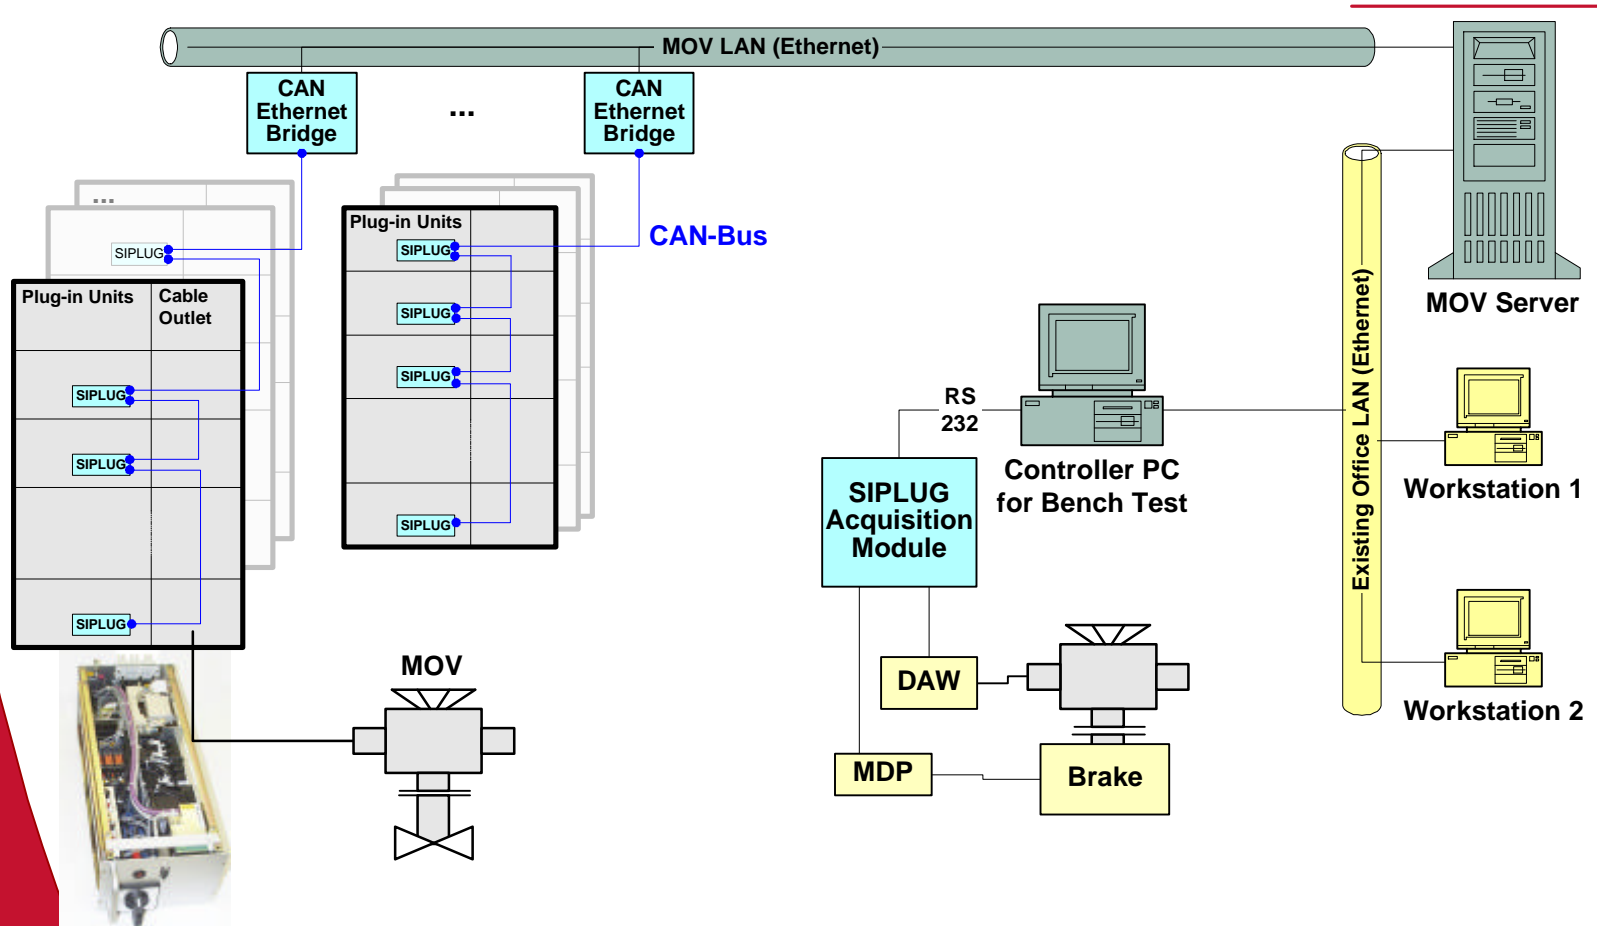 MOV LAN (Ethernet)
CAN
Ethernet
Bridge
...
CAN
Ethernet
Bridge
...
SIPLUG
Plug-in Units
SIPLUG
SIPLUG
SIPLUG
SIPLUG
CAN-Bus
Plug-in Units
Cable
Outlet
SIPLUG
SIPLUG
SIPLUG
MOV
MOV Server
Existing Office LAN (Ethernet)
RS
232
Controller PC
for Bench Test
SIPLUG
Acquisition
Module
DAW
MDP
Brake
Workstation 1
Workstation 2